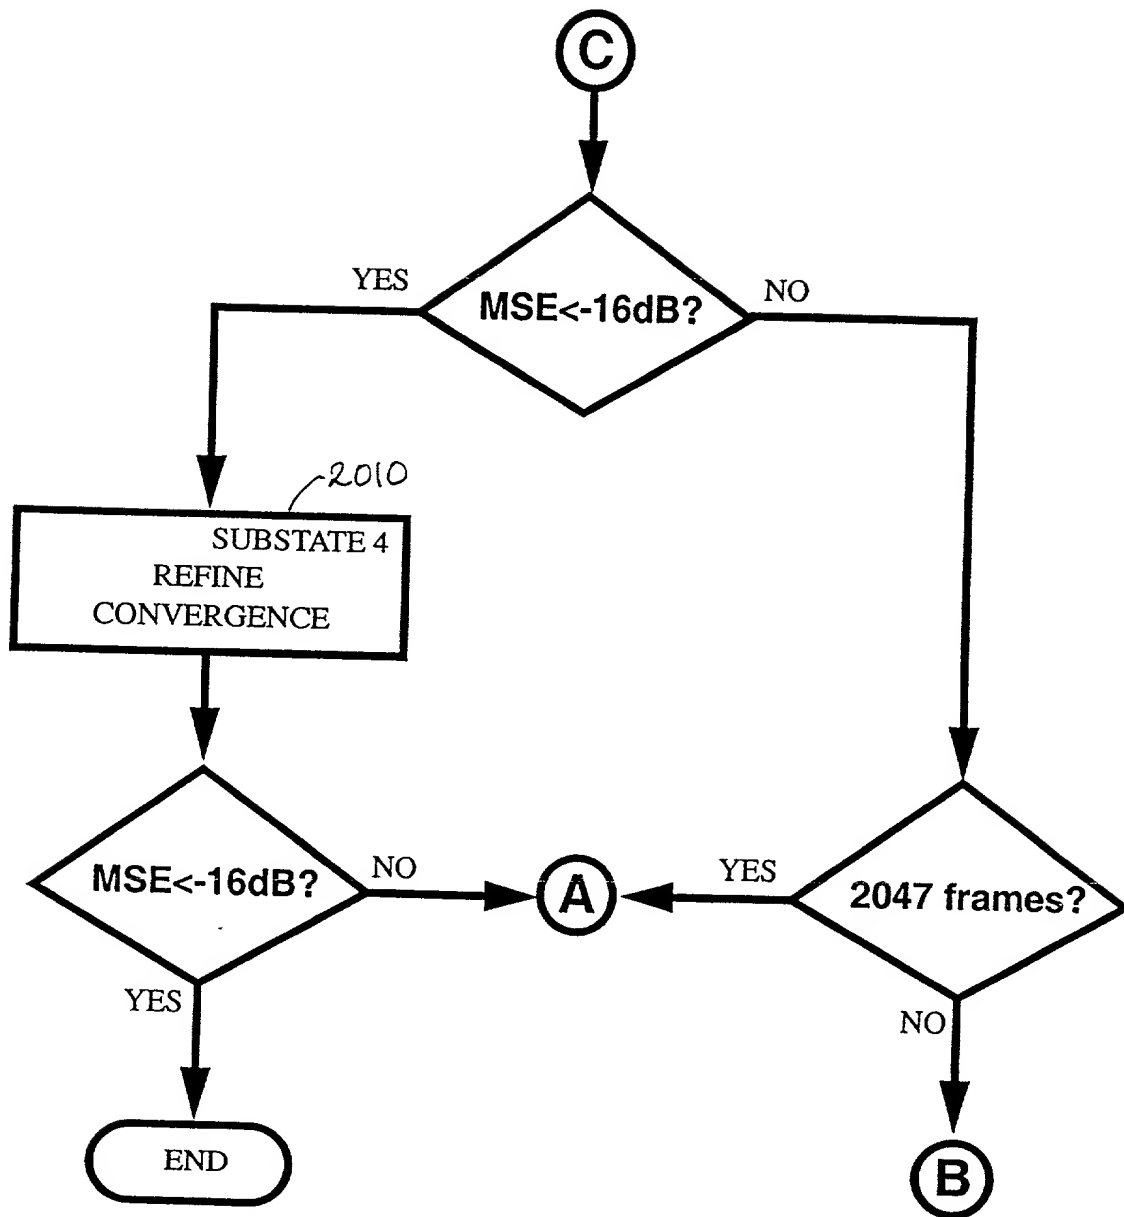 C
YES
MSE<-16dB?
NO
2010
SUBSTATE 4
REFINE
CONVERGENCE
MSE<-16dB?
NO
A
YES
2047 frames?
YES
NO
END
B